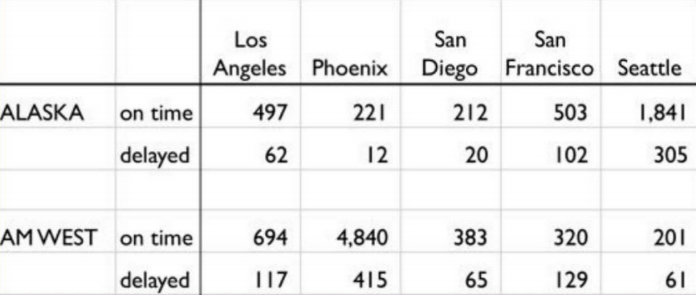 Los Angeles Phoenix San Diego San Francisco Seattle
ALASKA on time 497 221 212 503 1,841
delayed 62 12 20 102 305
AM WEST on time 694 4,840 383 320 201
delayed 117 415 65 129 61